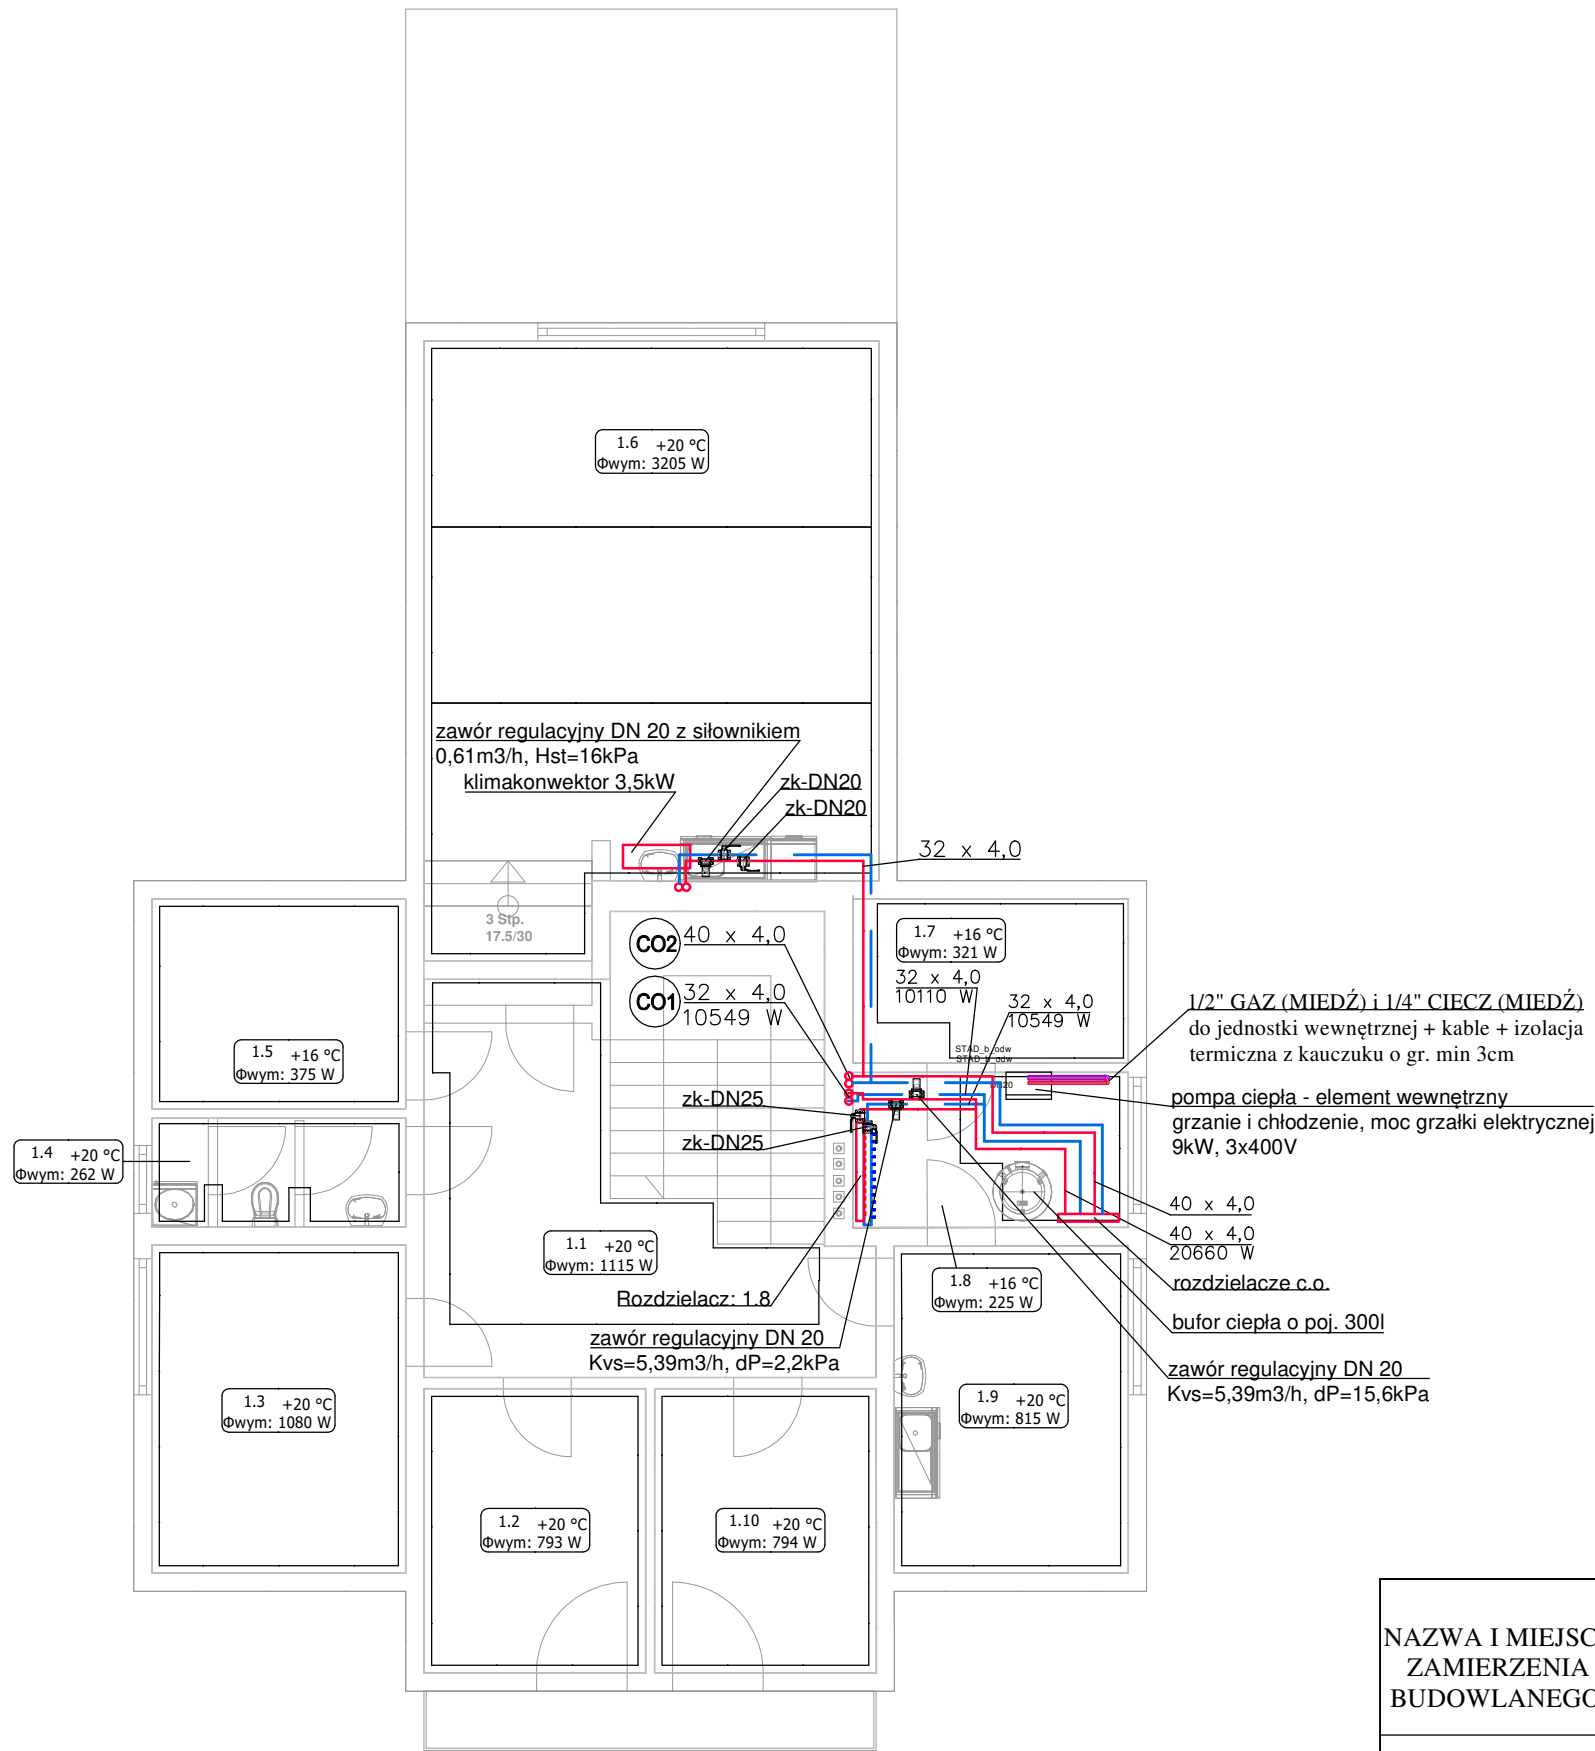 1.6 +20 °C
Φwym: 3205 W
zawór regulacyjny DN 20 z siłownikiem
0,61m3/h, Hst=16kPa
klimakonwektor 3,5kW
zk-DN20
zk-DN20
32 x 4,0
3 Stp.
17.5/30
CO2 40 x 4,0
CO1 32 x 4,0
10549 W
1.7 +16 °C
Φwym: 321 W
32 x 4,0
10110 W
32 x 4,0
10549 W
STAD_b_odw
STAD_b_odw
DN20
1/2" GAZ (MIEDŹ) i 1/4" CIECZ (MIEDŹ)
do jednostki wewnętrznej + kable + izolacja
termiczna z kauczuku o gr. min 3cm
1.5 +16 °C
Φwym: 375 W
zk-DN25
zk-DN25
pompa ciepła - element wewnętrzny
grzanie i chłodzenie, moc grzałki elektrycznej
9kW, 3x400V
1.4 +20 °C
Φwym: 262 W
40 x 4,0
40 x 4,0
20660 W
1.1 +20 °C
Φwym: 1115 W
1.8 +16 °C
Φwym: 225 W
rozdzielacze c.o.
Rozdzielacz: 1.8
bufor ciepła o poj. 300l
zawór regulacyjny DN 20
Kvs=5,39m3/h, dP=2,2kPa
zawór regulacyjny DN 20
Kvs=5,39m3/h, dP=15,6kPa
1.3 +20 °C
Φwym: 1080 W
1.9 +20 °C
Φwym: 815 W
1.2 +20 °C
Φwym: 793 W
1.10 +20 °C
Φwym: 794 W
NAZWA I MIEJSC
ZAMIERZENIA
BUDOWLANEGO